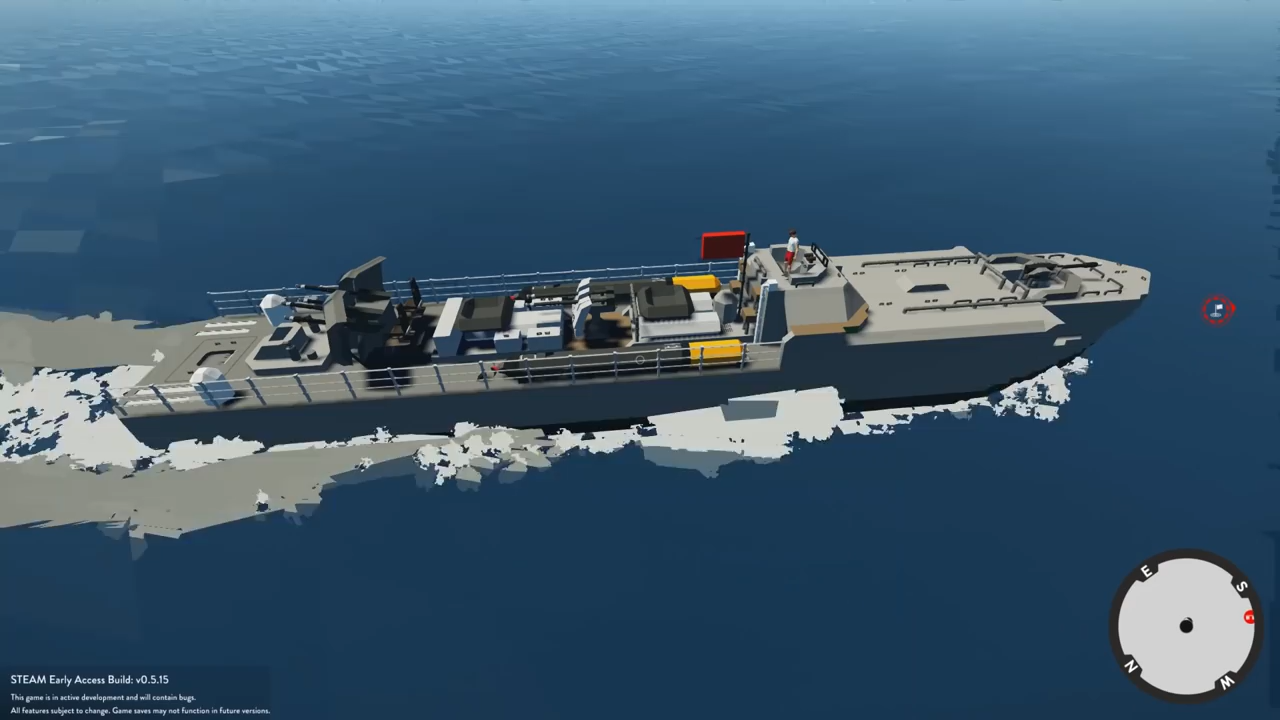 E
S
N
W
STEAM Early Access Build: v0.5.15
This game is in active development and will contain bugs.
All features subject to change. Game saves may not function in future versions.